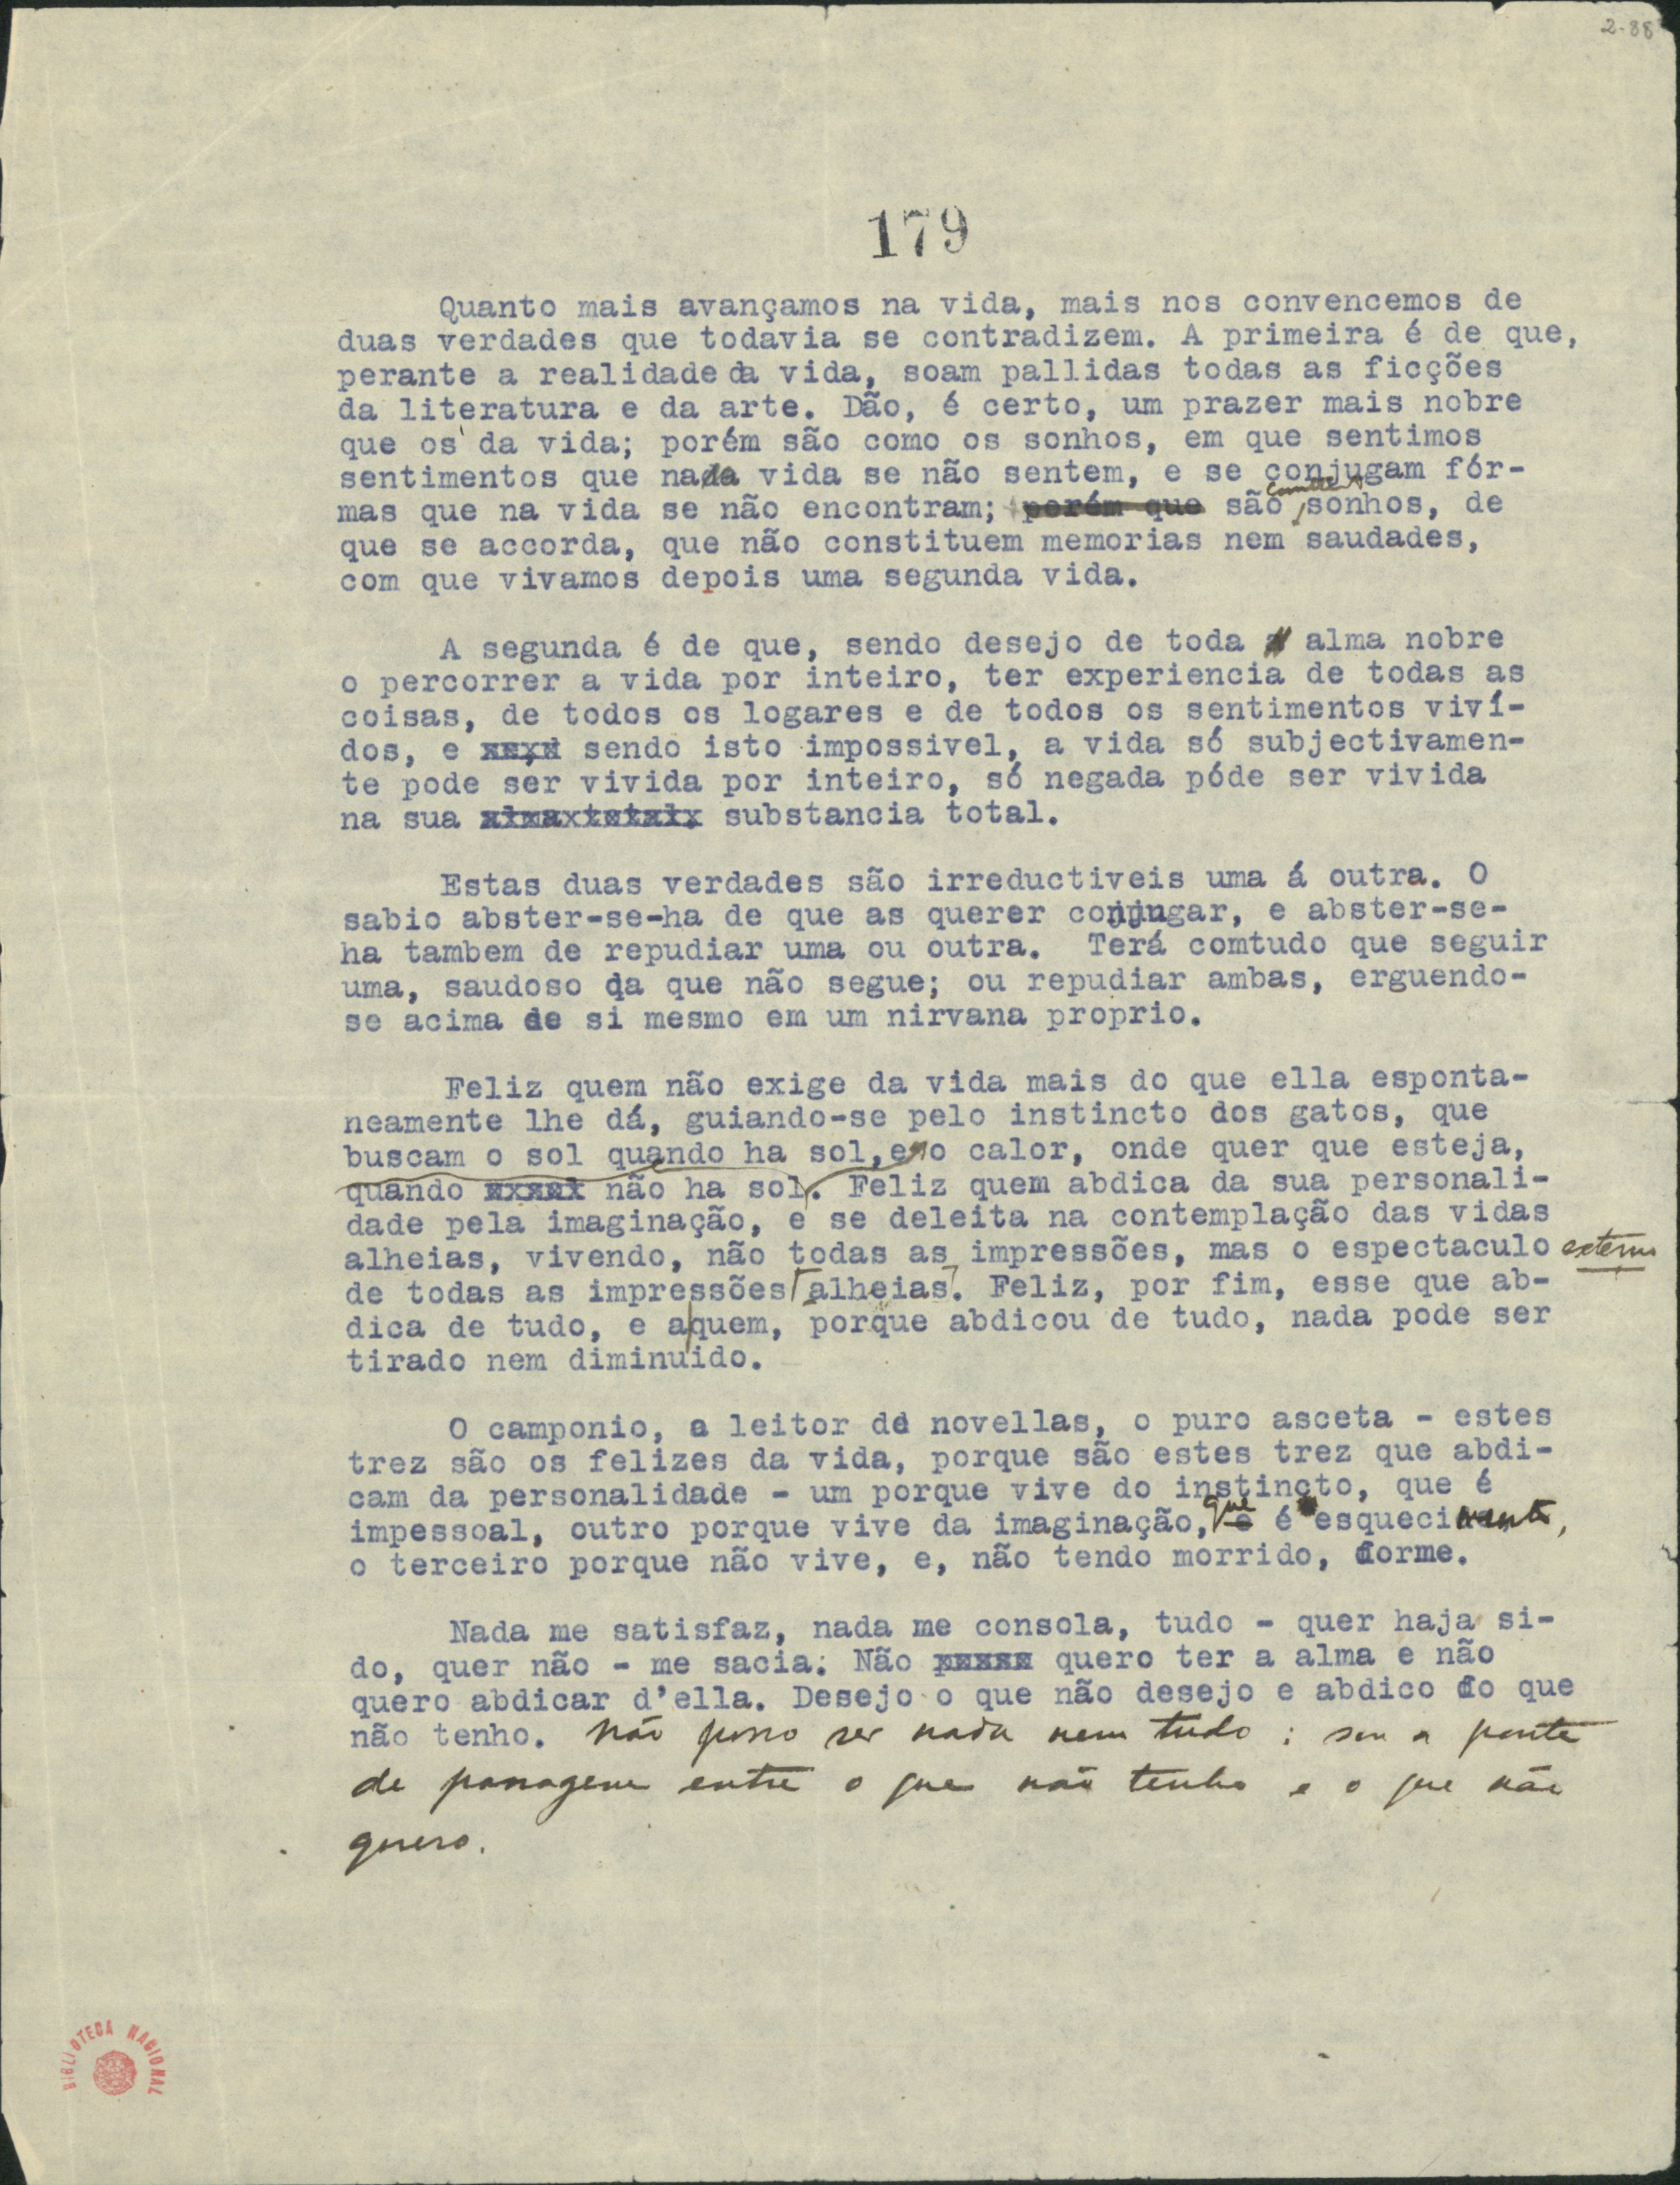 2-88
179
Quanto mais avançamos na vida, mais nos convencemos de
duas verdades que todavia se contradizem. A primeira é de que,
perante a realidade da vida, soam pallidas todas as ficções
da literatura e da arte. Dão, é certo, um prazer mais nobre
que os da vida; porém são como os sonhos, em que sentimos
sentimentos que na vida se não sentem, e se conjugam fór-
mas que na vida se não encontram; porém que são comtudo sonhos, de
que se accorda, que não constituem memorias nem saudades,
com que vivamos depois uma segunda vida.
A segunda é de que, sendo desejo de toda alma nobre
o percorrer a vida por inteiro, ter experiencia de todas as
coisas, de todos os logares e de todos os sentimentos viví-
dos, e sendo isto impossivel, a vida só subjectivamen-
te pode ser vivida por inteiro, só negada póde ser vivida
na sua substancia total.
Estas duas verdades são irreductiveis uma á outra. O
sabio abster-se-ha de que as querer conjugar, e abster-se-
ha tambem de repudiar uma ou outra. Terá comtudo que seguir
uma, saudoso da que não segue; ou repudiar ambas, erguendo-
se acima de si mesmo em um nirvana proprio.
Feliz quem não exige da vida mais do que ella esponta-
neamente lhe dá, guiando-se pelo instincto dos gatos, que
buscam o sol quando ha sol, e o calor, onde quer que esteja,
quando não ha sol. Feliz quem abdica da sua personali-
dade pela imaginação, e se deleita na contemplação das vidas
alheias, vivendo, não todas as impressões, mas o espectaculo externo
de todas as impressões alheias. Feliz, por fim, esse que ab-
dica de tudo, e a quem, porque abdicou de tudo, nada pode ser
tirado nem diminuido.
O camponio, o leitor de novellas, o puro asceta - estes
trez são os felizes da vida, porque são estes trez que abdi-
cam da personalidade - um porque vive do instincto, que é
impessoal, outro porque vive da imaginação, que e é esquecimento,
o terceiro porque não vive, e, não tendo morrido, dorme.
Nada me satisfaz, nada me consola, tudo - quer haja si-
do, quer não - me sacia. Não quero ter a alma e não
quero abdicar d'ella. Desejo o que não desejo e abdico do que
não tenho. Não posso ser nada nem tudo: sou a ponte
de passagem entre o que não tenho e o que não
quero.
BIBLIOTECA NACIONAL